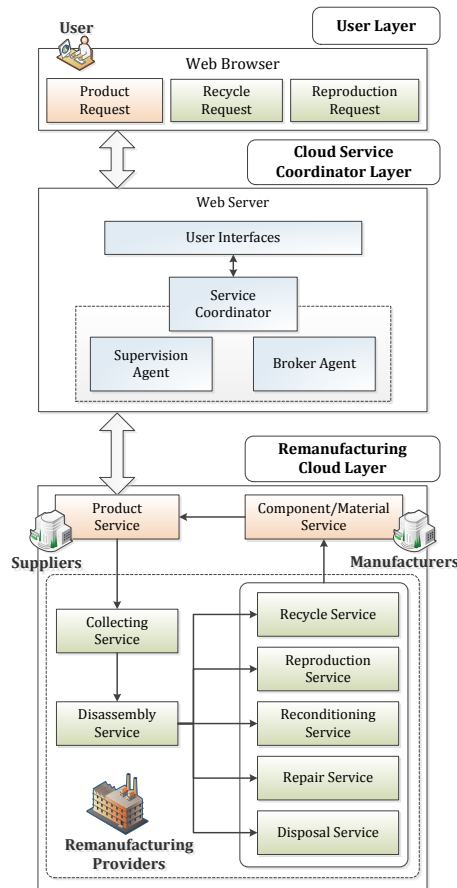 User Layer
User
Web Browser
Product
Request
Recycle
Request
Reproduction
Request
Cloud Service
Coordinator Layer
Web Server
User Interfaces
Service
Coordinator
Supervision
Agent
Broker Agent
Remanufacturing
Cloud Layer
Product
Service
Component/Material
Service
Suppliers
Manufacturers
Collecting
Service
Recycle Service
Reproduction
Service
Disassembly
Service
Reconditioning
Service
Repair Service
Disposal Service
Remanufacturing
Providers